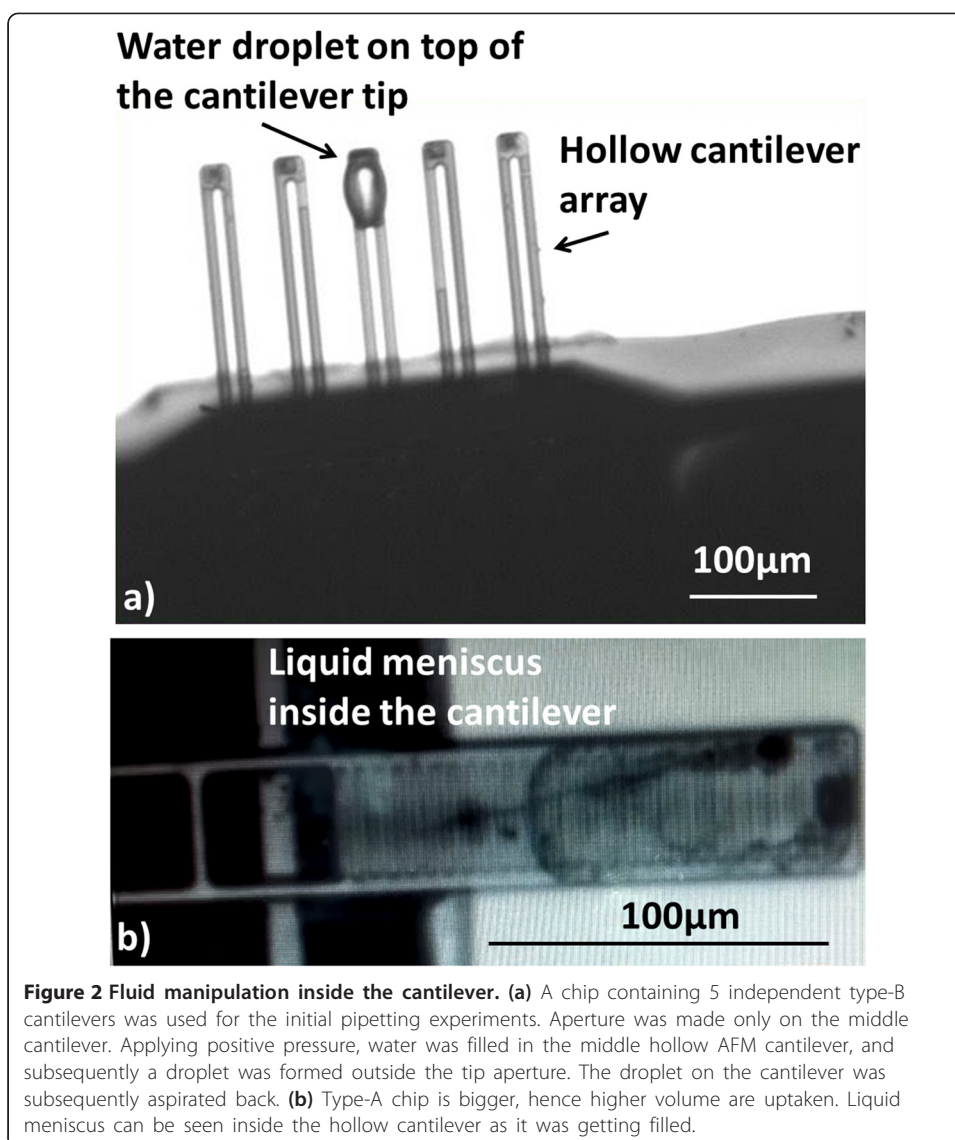 Water droplet on top of
the cantilever tip
Hollow cantilever
array
100μm
a)
Liquid meniscus
inside the cantilever
100μm
b)
Figure 2 Fluid manipulation inside the cantilever. (a) A chip containing 5 independent type-B
cantilevers was used for the initial pipetting experiments. Aperture was made only on the middle
cantilever. Applying positive pressure, water was filled in the middle hollow AFM cantilever, and
subsequently a droplet was formed outside the tip aperture. The droplet on the cantilever was
subsequently aspirated back. (b) Type-A chip is bigger, hence higher volume are uptaken. Liquid
meniscus can be seen inside the hollow cantilever as it was getting filled.